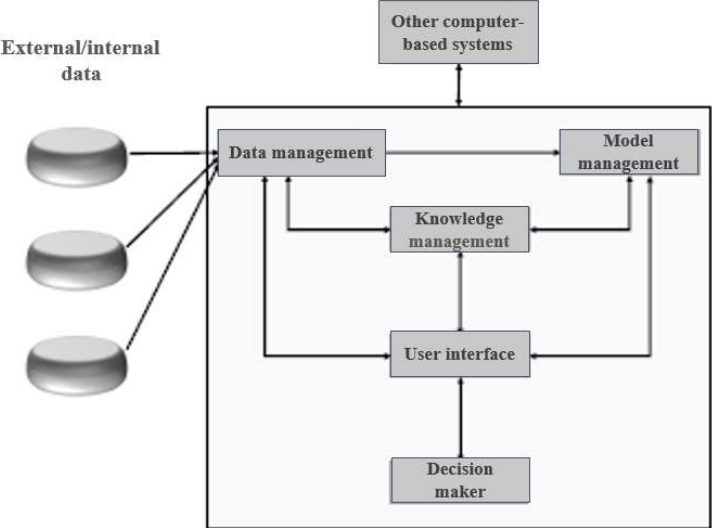 Other computer-
based systems
External/internal
data
Data management
Model
management
Knowledge
management
User interface
Decision
maker